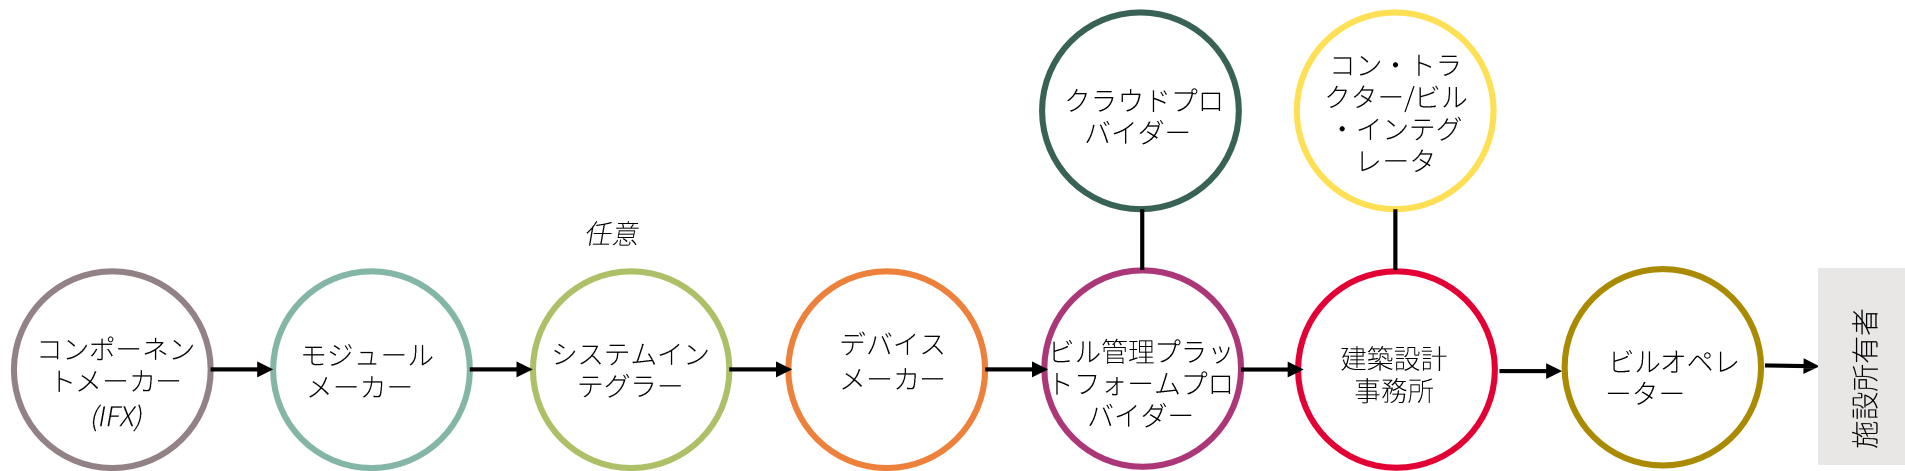 クラウドプロ
バイダー
コン・トラ
クター/ビル
・インテグ
レータ
任意
コンポーネン
トメーカー
(IFX)
モジュール
メーカー
システムイン
テグラー
デバイス
メーカー
ビル管理プラッ
トフォームプロ
バイダー
建築設計
事務所
ビルオペレ
ーター
施設所有者